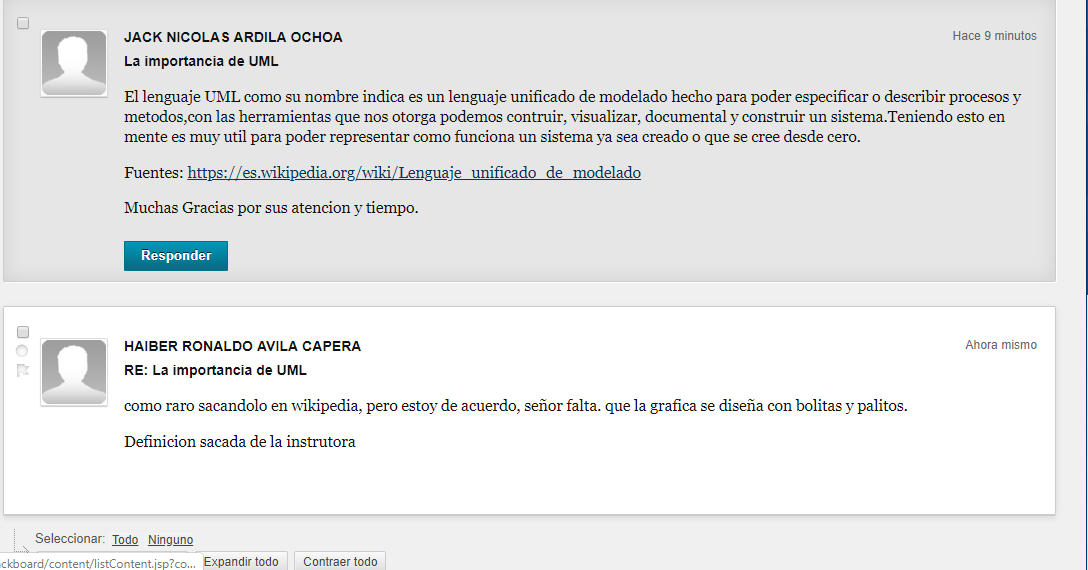 JACK NICOLAS ARDILA OCHOA
Hace 9 minutos
La importancia de UML
El lenguaje UML como su nombre indica es un lenguaje unificado de modelado hecho para poder especificar o describir procesos y
metodos,con las herramientas que nos otorga podemos contruir, visualizar, documental y construir un sistema.Teniendo esto en
mente es muy util para poder representar como funciona un sistema ya sea creado o que se cree desde cero.
Fuentes: https://es.wikipedia.org/wiki/Lenguaje_unificado_de_modelado
Muchas Gracias por sus atencion y tiempo.
Responder
HAIBER RONALDO AVILA CAPERA
Ahora mismo
RE: La importancia de UML
como raro sacandolo en wikipedia, pero estoy de acuerdo, señor falta. que la grafica se diseña con bolitas y palitos.
Definicion sacada de la instrutora
Seleccionar: Todo Ninguno
ackboard/content/listContent.jsp?co... Expandir todo Contraer todo